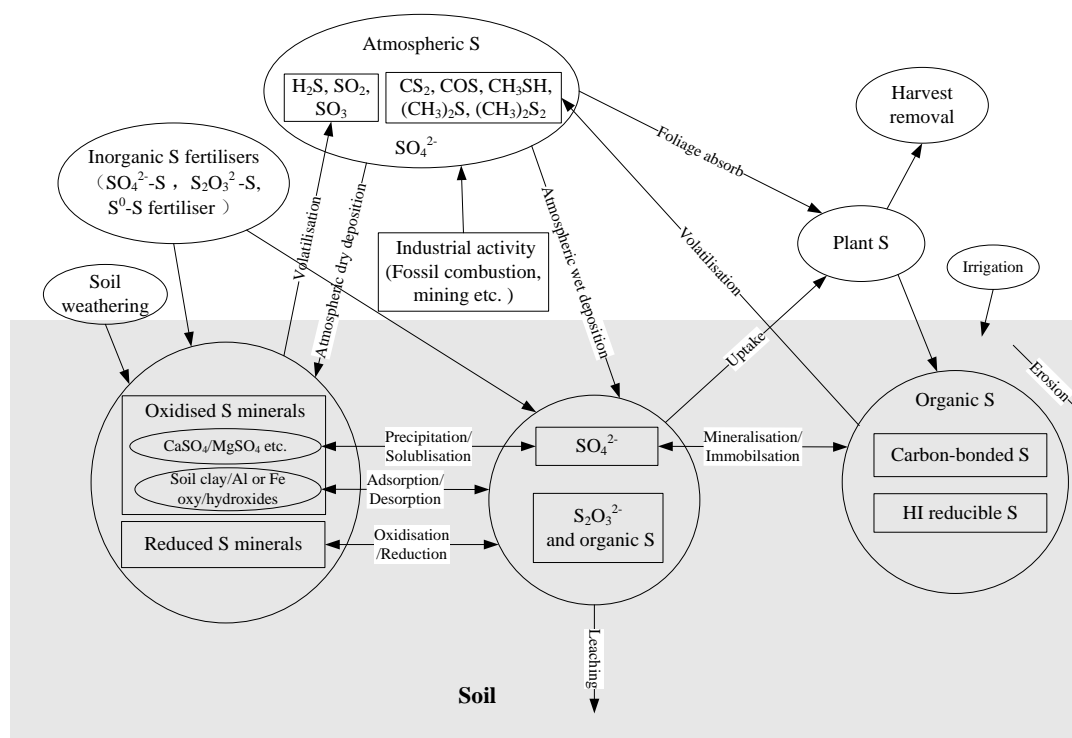 Atmospheric S
H₂S, SO₂,
SO₃
CS₂, COS, CH₃SH,
(CH₃)₂S, (CH₃)₂S₂
SO₄²⁻
Harvest
removal
Foliage absorb
Inorganic S fertilisers
（SO₄²⁻-S ，S₂O₃²-S,
S⁰-S fertiliser ）
Volatilisation
Atmospheric dry deposition
Industrial activity
(Fossil combustion,
mining etc. )
Atmospheric wet deposition
Volatilisation
Plant S
Irrigation
Soil
weathering
Uptake
Erosion
Oxidised S minerals
CaSO₄/MgSO₄ etc.
Soil clay/Al or Fe
oxy/hydroxides
Reduced S minerals
Precipitation/
Solublisation
Adsorption/
Desorption
Oxidisation
/Reduction
SO₄²⁻
S₂O₃²⁻
and organic S
Mineralisation/
Immobilsation
Organic S
Carbon-bonded S
HI reducible S
Leaching
Soil